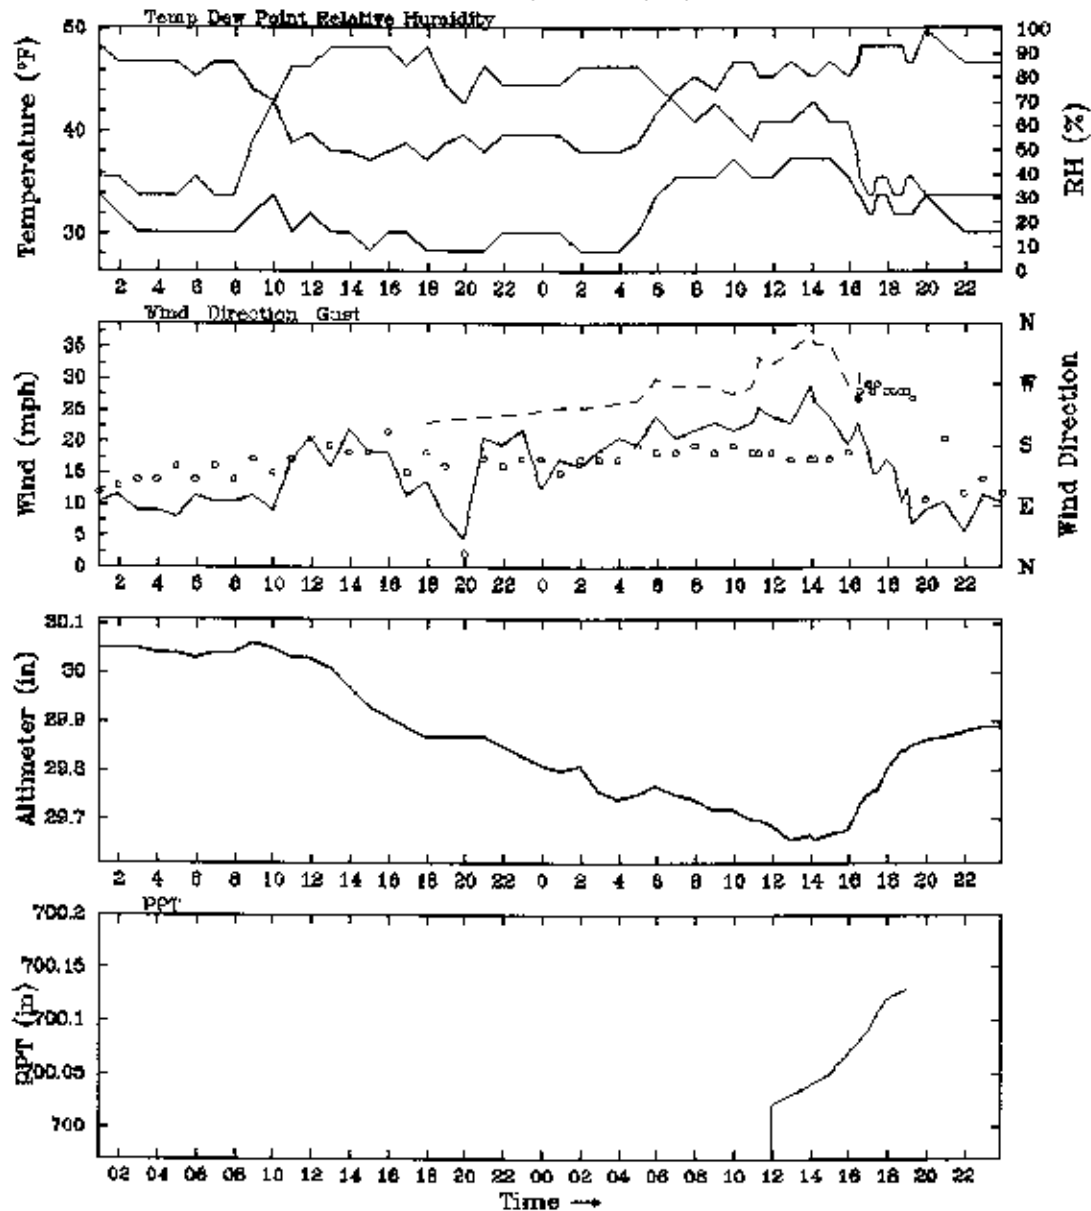 Temp Dew Point Relative Humidity
50
40
30
Temperature (°F)
100
90
80
70
60
50
40
30
20
10
0
RH (%)
2 4 6 8 10 12 14 16 18 20 22 0 2 4 6 8 10 12 14 16 18 20 22
Wind Direction Gust
35
30
25
20
15
10
5
0
Wind (mph)
N
W
S
E
N
Wind Direction
2 4 6 8 10 12 14 16 18 20 22 0 2 4 6 8 10 12 14 16 18 20 22
30.1
30
29.9
29.8
29.7
Altimeter (in)
2 4 6 8 10 12 14 16 18 20 22 0 2 4 6 8 10 12 14 16 18 20 22
PPT
700.2
700.15
700.1
700.05
700
PPT (in)
02 04 06 08 10 12 14 16 18 20 22 00 02 04 06 08 10 12 14 16 18 20 22
Time →